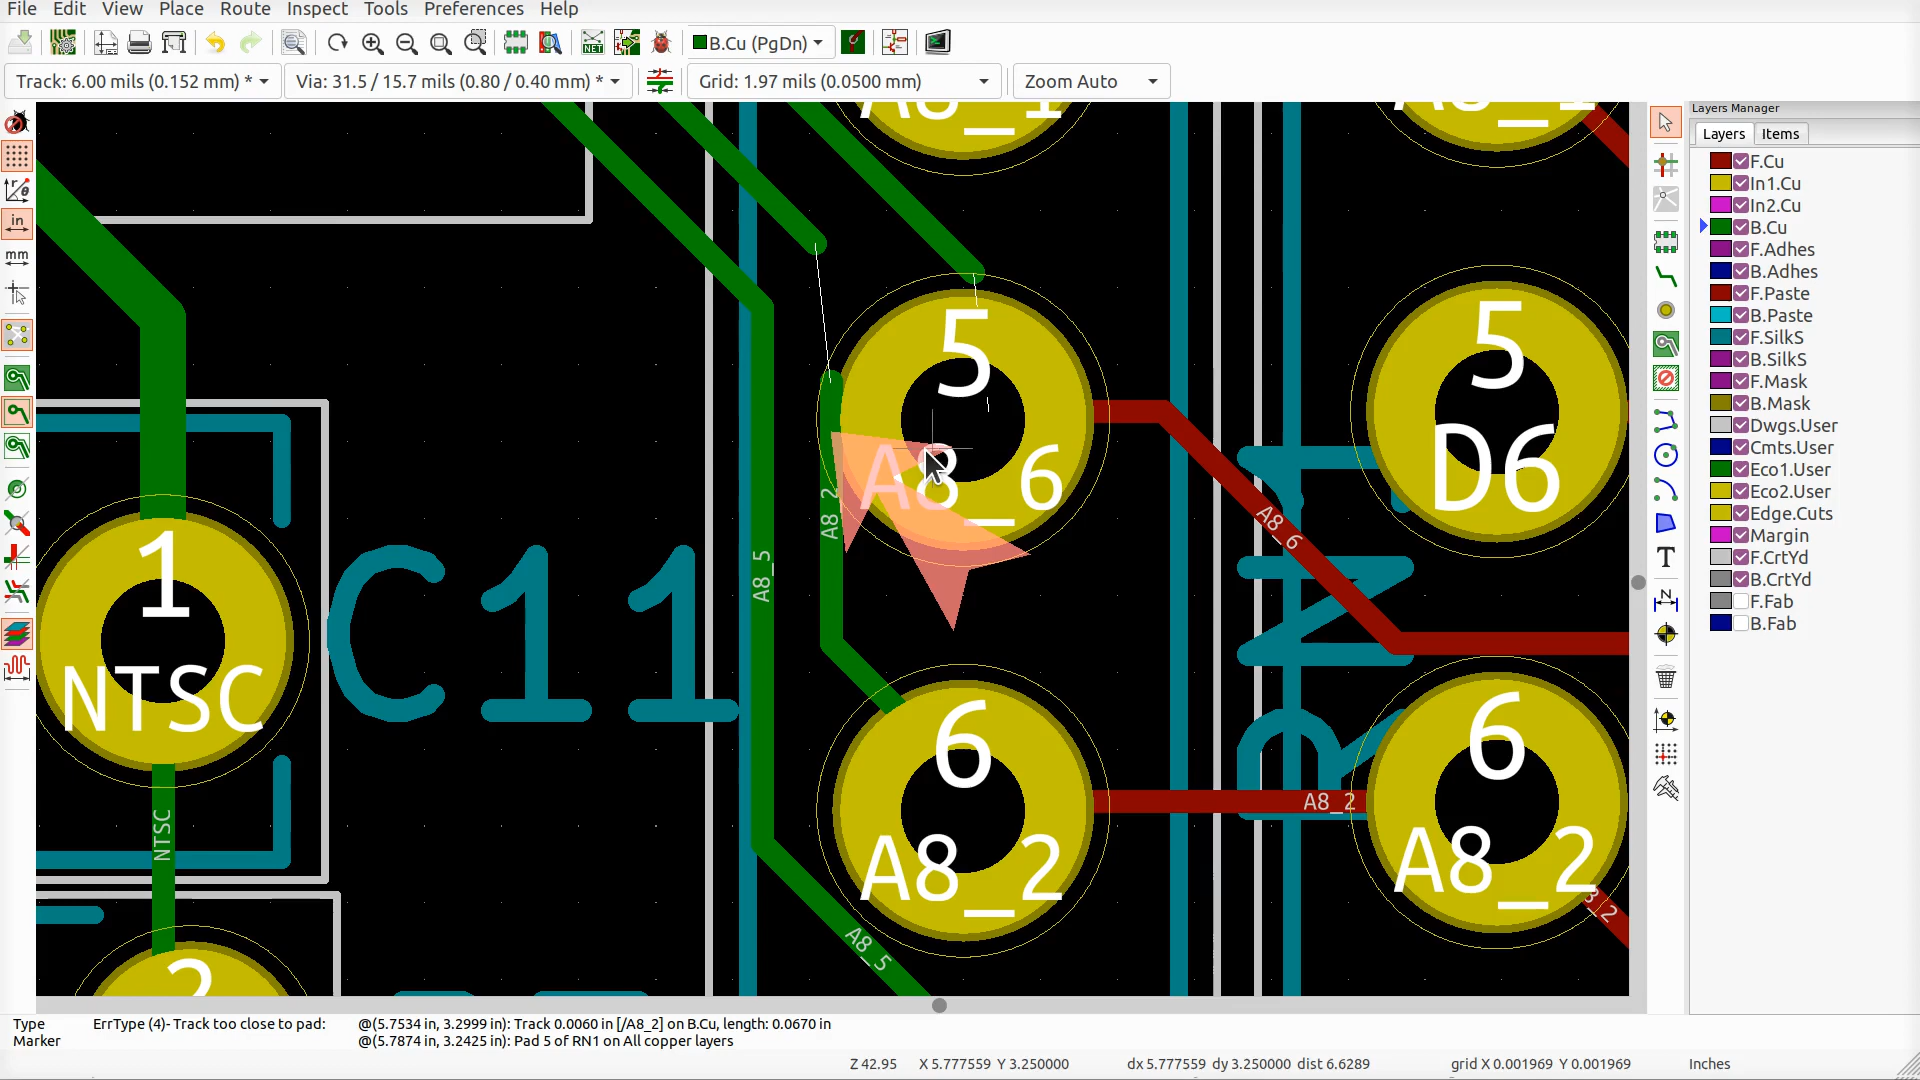 File Edit View Place Route Inspect Tools Preferences Help
NET B.Cu (PgDn)
Track: 6.00 mils (0.152 mm) * Via: 31.5 / 15.7 mils (0.80 / 0.40 mm) * Grid: 1.97 mils (0.0500 mm) Zoom Auto
in
mm
A8_1
5
A8_6
5
D6
A8_6
A8_2
A8_5
1
NTSC
C11
NTSC
2
6
A8_2
A8_2
6
A8_2
A8_5
Layers Manager
Layers Items
F.Cu
In1.Cu
In2.Cu
B.Cu
F.Adhes
B.Adhes
F.Paste
B.Paste
F.SilkS
B.SilkS
F.Mask
B.Mask
Dwgs.User
Cmts.User
Eco1.User
Eco2.User
Edge.Cuts
Margin
F.CrtYd
B.CrtYd
F.Fab
B.Fab
Type ErrType (4)- Track too close to pad: @(5.7534 in, 3.2999 in): Track 0.0060 in [/A8_2] on B.Cu, length: 0.0670 in
Marker @(5.7874 in, 3.2425 in): Pad 5 of RN1 on All copper layers
Z 42.95 X 5.777559 Y 3.250000 dx 5.777559 dy 3.250000 dist 6.6289 grid X 0.001969 Y 0.001969 Inches